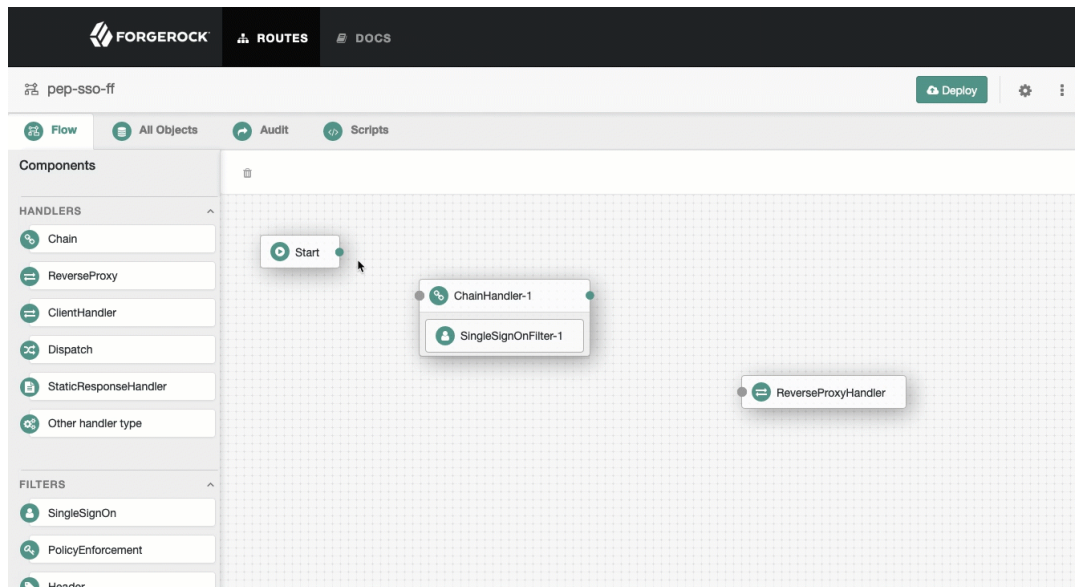 FORGEROCK
ROUTES
DOCS
pep-sso-ff
Deploy
Flow
All Objects
Audit
Scripts
Components
HANDLERS
Chain
ReverseProxy
ClientHandler
Dispatch
StaticResponseHandler
Other handler type
FILTERS
SingleSignOn
PolicyEnforcement
Header
Start
ChainHandler-1
SingleSignOnFilter-1
ReverseProxyHandler